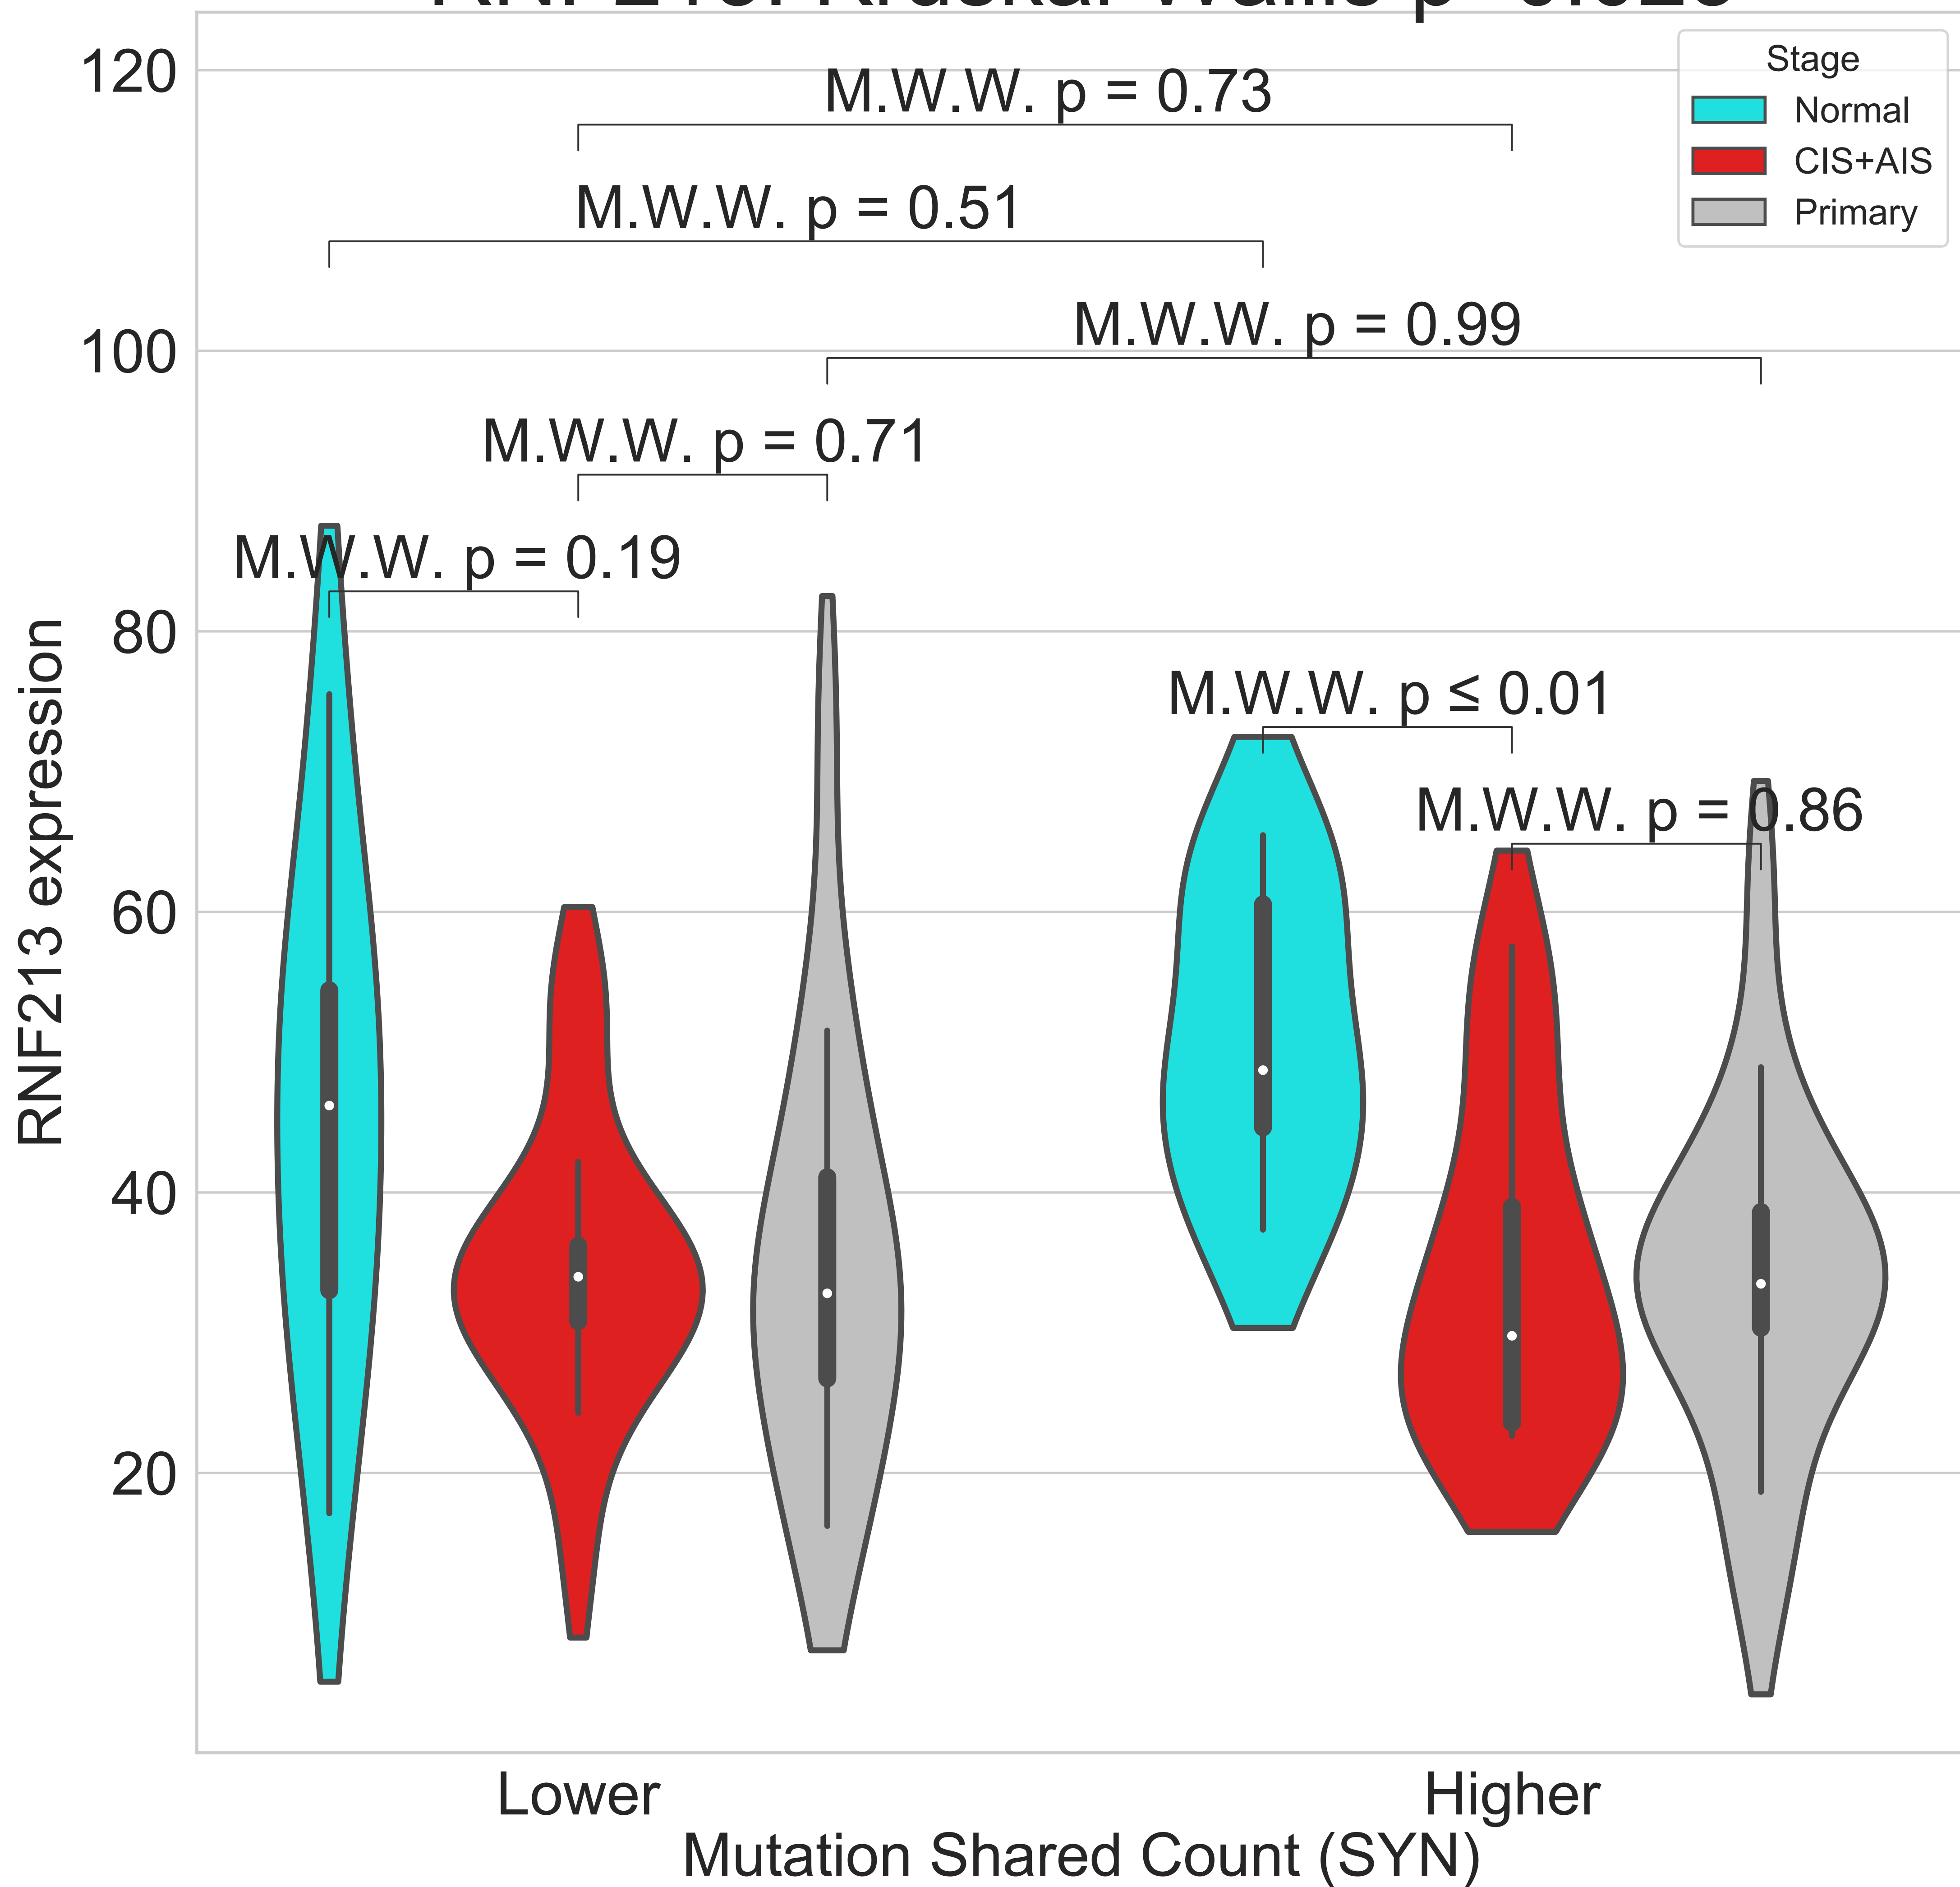 120
100
80
60
40
20
RNF213 expression
M.W.W. p = 0.73
M.W.W. p = 0.51
M.W.W. p = 0.99
M.W.W. p = 0.71
M.W.W. p = 0.19
M.W.W. p ≤ 0.01
M.W.W. p = 0.86
Stage
Normal
CIS+AIS
Primary
Lower
Higher
Mutation Shared Count (SYN)